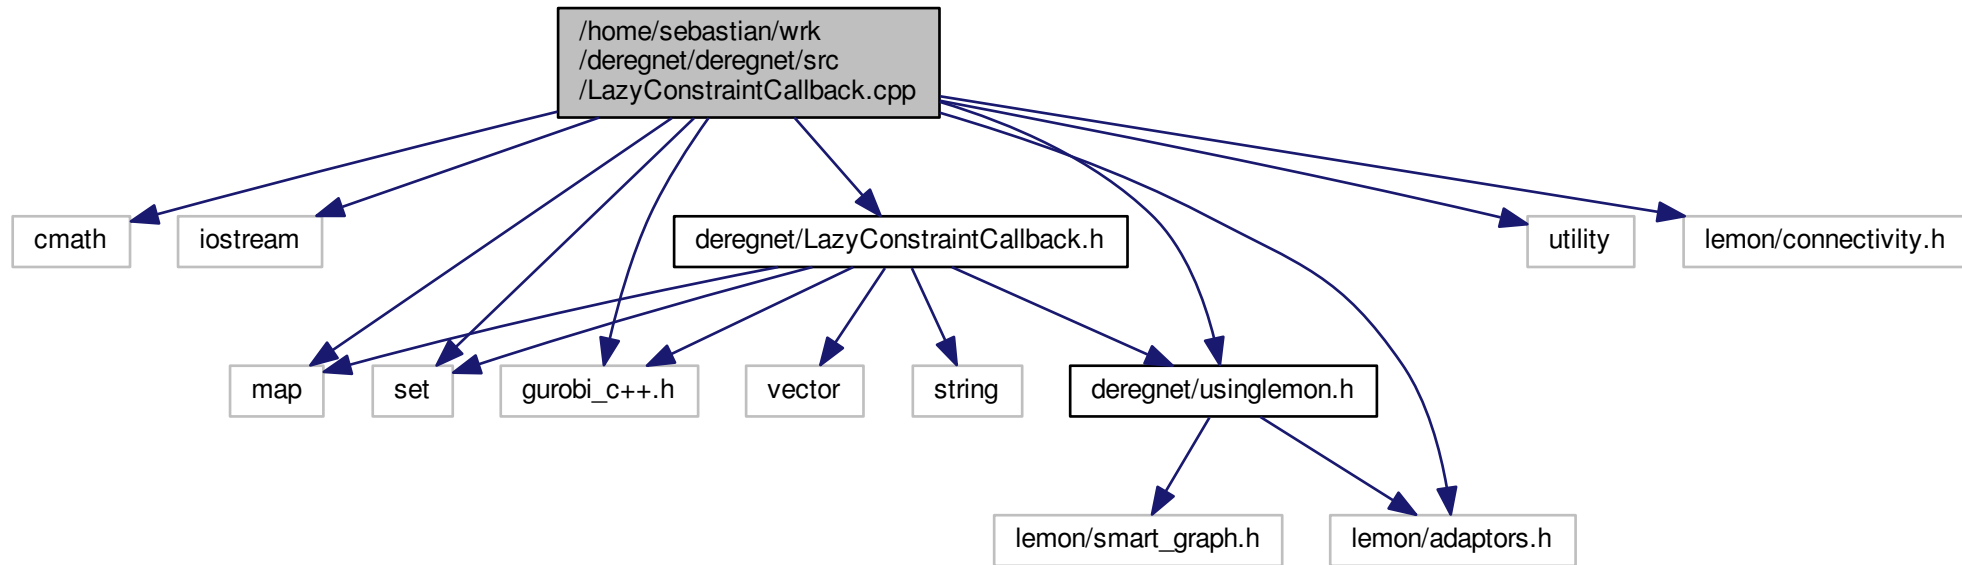 /home/sebastian/wrk
/deregnet/deregnet/src
/LazyConstraintCallback.cpp
cmath
iostream
deregnet/LazyConstraintCallback.h
utility
lemon/connectivity.h
map
set
gurobi_c++.h
vector
string
deregnet/usinglemon.h
lemon/smart_graph.h
lemon/adaptors.h